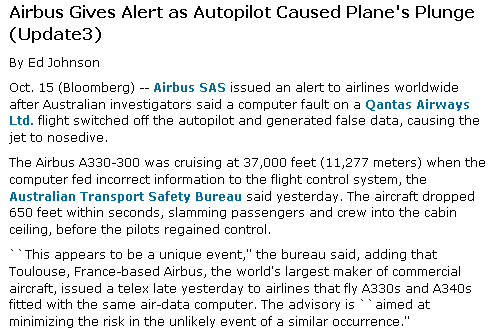 Airbus Gives Alert as Autopilot Caused Plane's Plunge
(Update3)
By Ed Johnson
Oct. 15 (Bloomberg) -- Airbus SAS issued an alert to airlines worldwide
after Australian investigators said a computer fault on a Qantas Airways
Ltd. flight switched off the autopilot and generated false data, causing the
jet to nosedive.
The Airbus A330-300 was cruising at 37,000 feet (11,277 meters) when the
computer fed incorrect information to the flight control system, the
Australian Transport Safety Bureau said yesterday. The aircraft dropped
650 feet within seconds, slamming passengers and crew into the cabin
ceiling, before the pilots regained control.
``This appears to be a unique event,'' the bureau said, adding that
Toulouse, France-based Airbus, the world's largest maker of commercial
aircraft, issued a telex late yesterday to airlines that fly A330s and A340s
fitted with the same air-data computer. The advisory is ``aimed at
minimizing the risk in the unlikely event of a similar occurrence.''